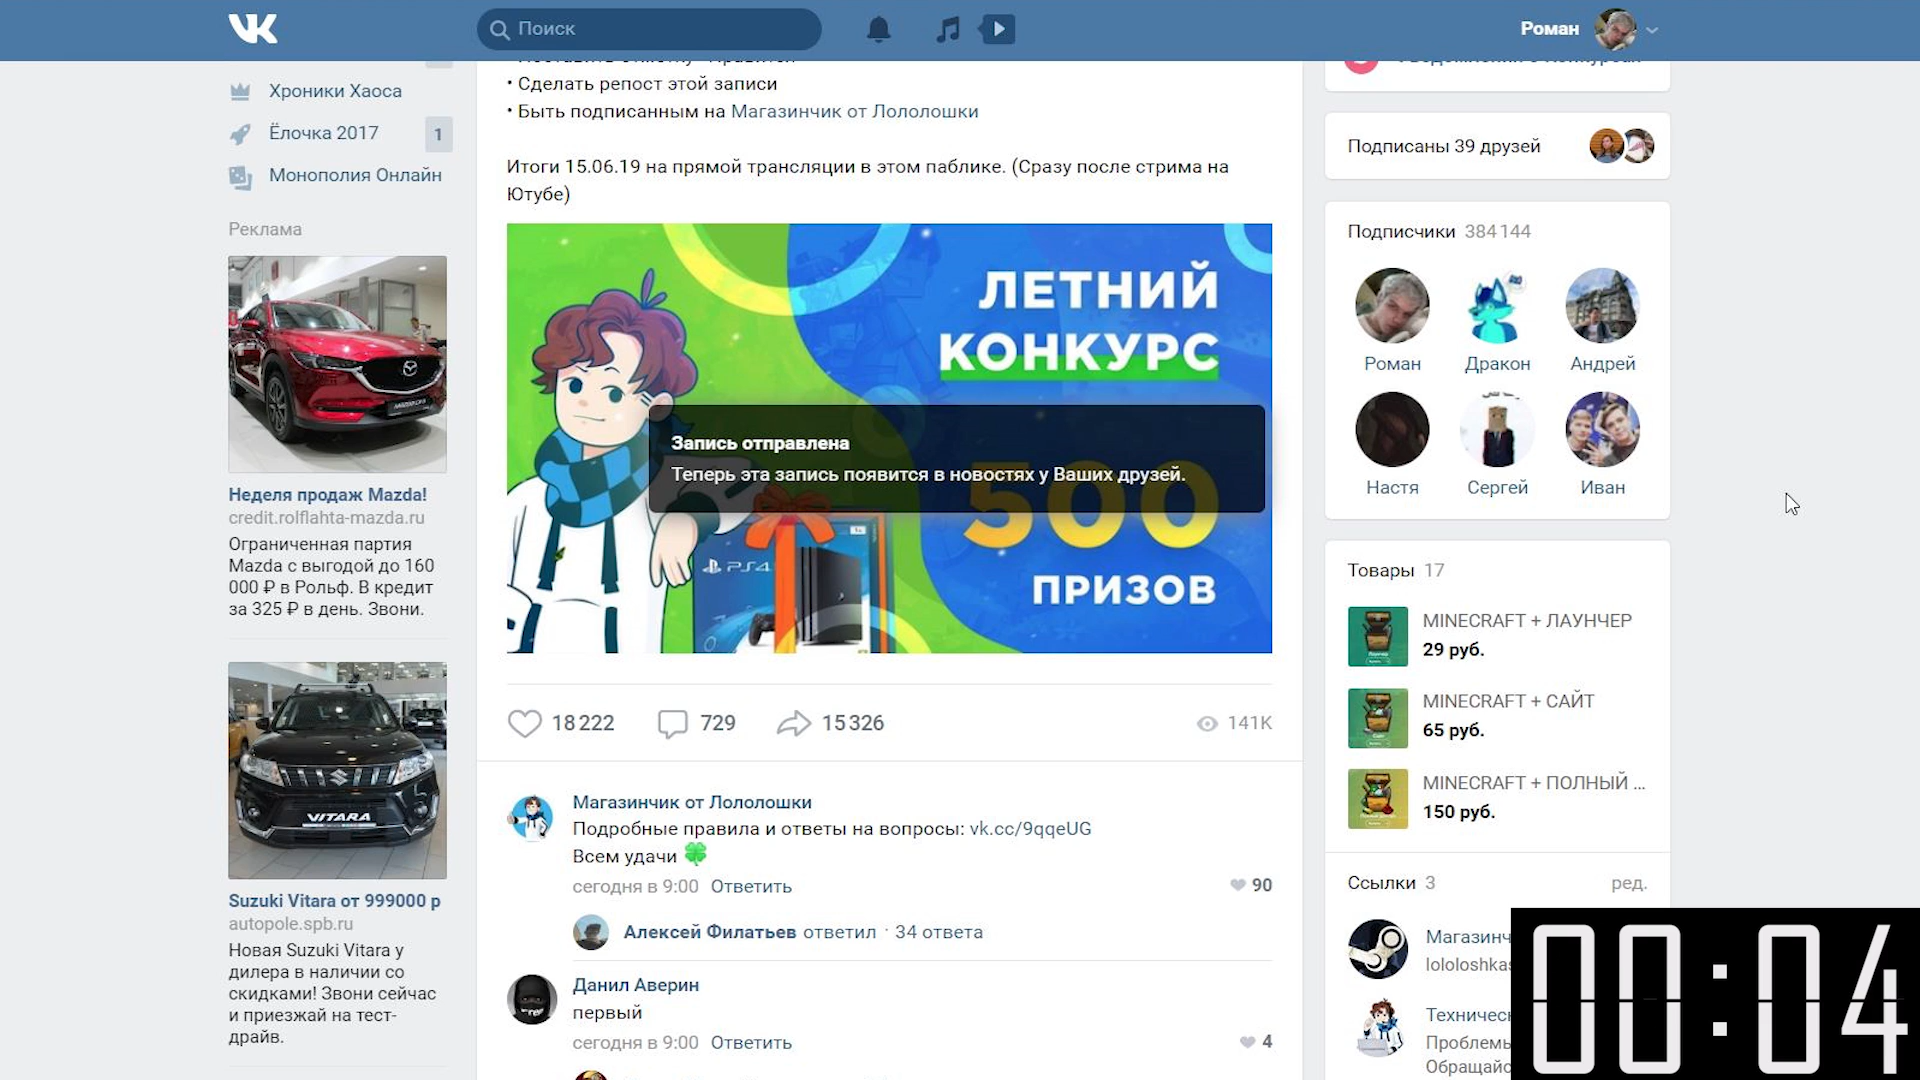 Поиск
Роман
Хроники Хаоса
Ёлочка 2017
1
Монополия Онлайн
Реклама
Неделя продаж Mazda!
credit.rolflahta-mazda.ru
Ограниченная партия
Mazda с выгодой до 160
000 ₽ в Рольф. В кредит
за 325 ₽ в день. Звони.
VITARA
Suzuki Vitara от 999000 р
autopole.spb.ru
Новая Suzuki Vitara у
дилера в наличии со
скидками! Звони сейчас
и приезжай на тест-
драйв.
• Сделать репост этой записи
• Быть подписанным на Магазинчик от Лололошки
Итоги 15.06.19 на прямой трансляции в этом паблике. (Сразу после стрима на
Ютубе)
ЛЕТНИЙ
КОНКУРС
Запись отправлена
Теперь эта запись появится в новостях у Ваших друзей.
500
ПРИЗОВ
PS4
18 222
729
15 326
141K
Магазинчик от Лололошки
Подробные правила и ответы на вопросы: vk.cc/9qqeUG
Всем удачи 🍀
сегодня в 9:00 Ответить
90
Алексей Филатьев ответил · 34 ответа
Данил Аверин
первый
сегодня в 9:00 Ответить
4
Подписаны 39 друзей
Подписчики 384 144
Роман
Дракон
Андрей
Настя
Сергей
Иван
Товары 17
MINECRAFT + ЛАУНЧЕР
29 руб.
MINECRAFT + САЙТ
65 руб.
MINECRAFT + ПОЛНЫЙ ...
150 руб.
Ссылки 3
ред.
Магазинч
lololoshkas
Техничес
Проблемь
Обращайс
00:04